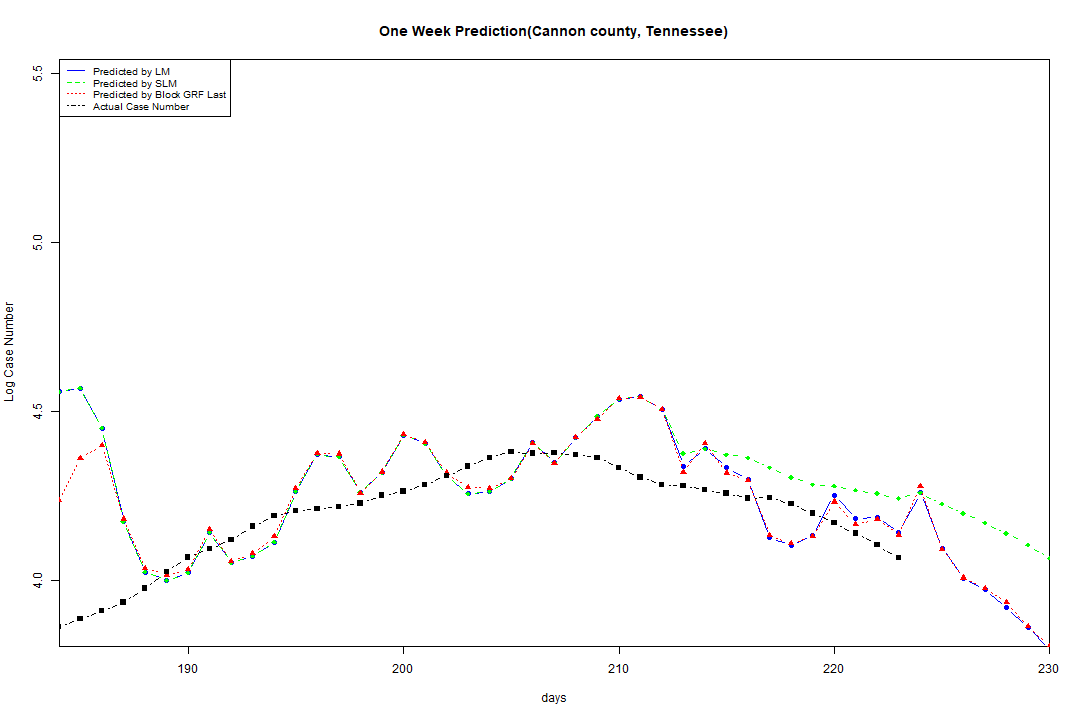 One Week Prediction(Cannon county, Tennessee)
Predicted by LM
Predicted by SLM
Predicted by Block GRF Last
Actual Case Number
5.5
5.0
4.5
4.0
Log Case Number
190 200 210 220 230
days